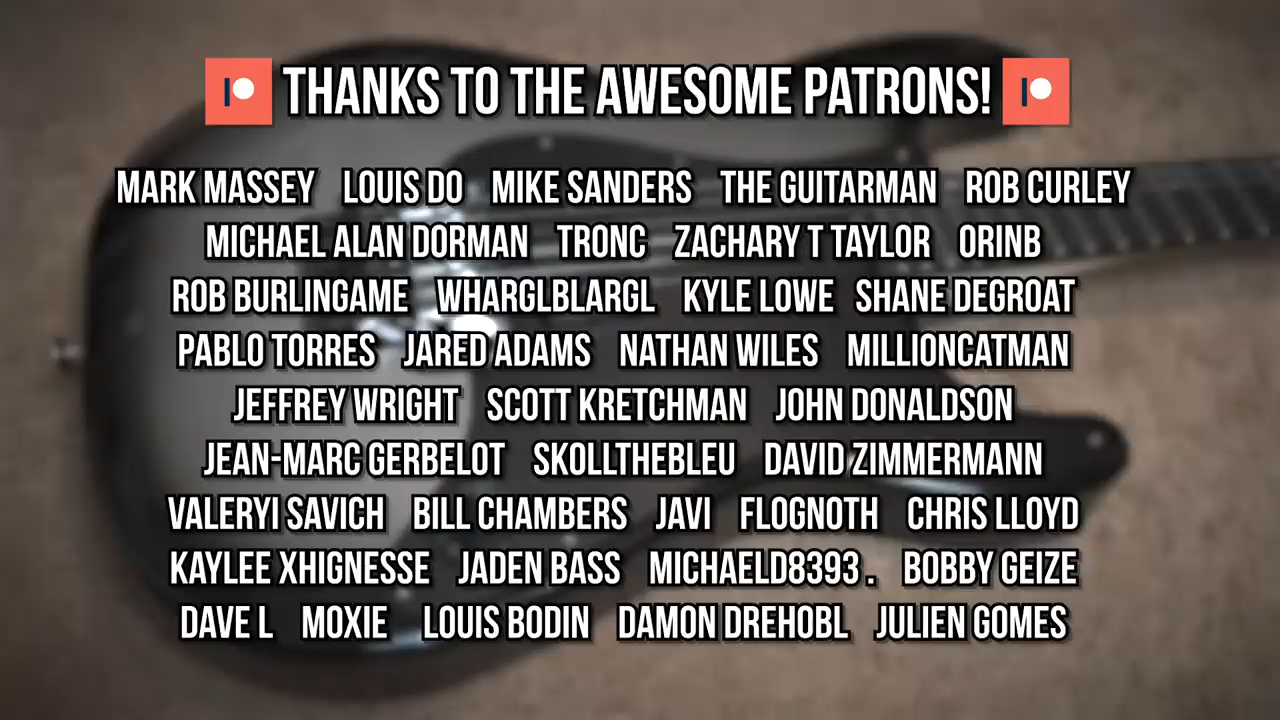 THANKS TO THE AWESOME PATRONS!
MARK MASSEY LOUIS DO MIKE SANDERS THE GUITARMAN ROB CURLEY
MICHAEL ALAN DORMAN TRONC ZACHARY T TAYLOR ORINB
ROB BURLINGAME WHARGLBLARGL KYLE LOWE SHANE DEGROAT
PABLO TORRES JARED ADAMS NATHAN WILES MILLIONCATMAN
JEFFREY WRIGHT SCOTT KRETCHMAN JOHN DONALDSON
JEAN-MARC GERBELOT SKOLLTHEBLEU DAVID ZIMMERMANN
VALERYI SAVICH BILL CHAMBERS JAVI FLOGNOTH CHRIS LLOYD
KAYLEE XHIGNESSE JADEN BASS MICHAELD8393 . BOBBY GEIZE
DAVE L MOXIE LOUIS BODIN DAMON DREHOBL JULIEN GOMES